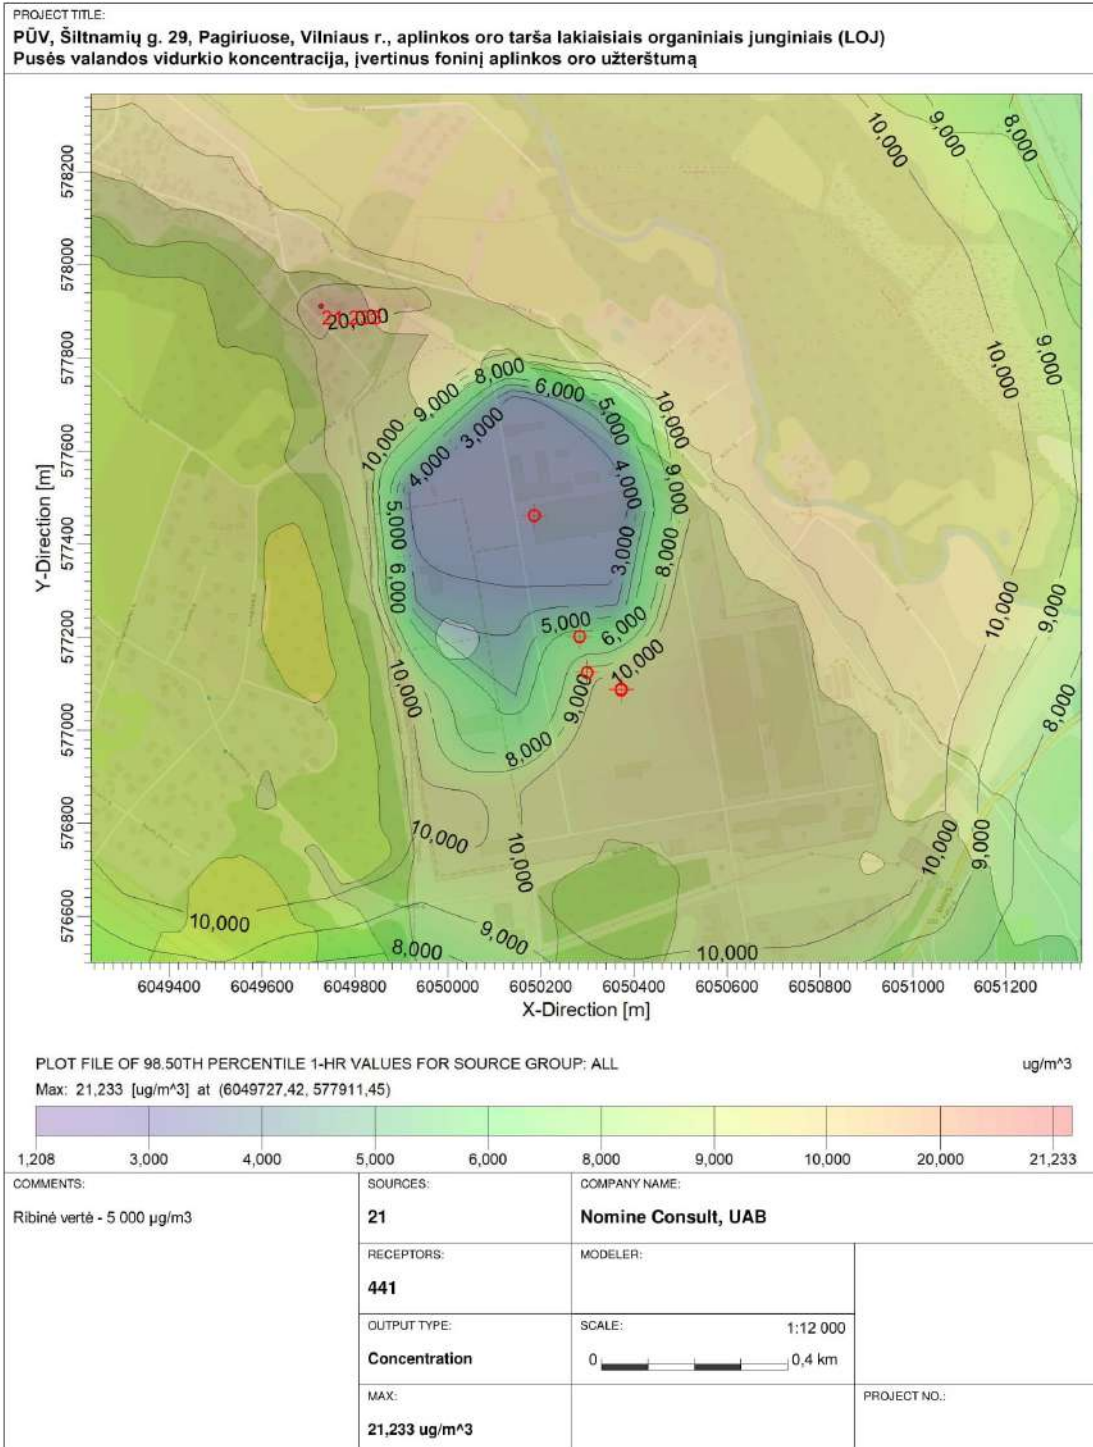 PROJECT TITLE:
PŪV, Šiltnamių g. 29, Pagiriuose, Vilniaus r., aplinkos oro tarša lakiaisiais organiniais junginiais (LOJ)
Pusės valandos vidurkio koncentracija, įvertinus foninį aplinkos oro užterštumą
10,000 9,000 8,000
578200
578000
20,000
577800
8,000
6,000
9,000 5,000 10,000
10,000 9,000
10,000 3,000
4,000 4,000 9,000
577600
5,000
577400
3,000 8,000
6,000
10,000 9,000
577200
5,000 6,000
10,000
10,000 9,000
8,000
577000
8,000
576800
10,000 10,000 10,000 9,000
576600
10,000
8,000 9,000 10,000
Y-Direction [m]
6049400 6049600 6049800 6050000 6050200 6050400 6050600 6050800 6051000 6051200
X-Direction [m]
PLOT FILE OF 98.50TH PERCENTILE 1-HR VALUES FOR SOURCE GROUP: ALL ug/m^3
Max: 21,233 [ug/m^3] at (6049727,42, 577911,45)
1,208 3,000 4,000 5,000 6,000 8,000 9,000 10,000 20,000 21,233
COMMENTS:
Ribinė vertė - 5 000 µg/m3
SOURCES:
21
COMPANY NAME:
Nomine Consult, UAB
RECEPTORS:
441
MODELER:
OUTPUT TYPE:
Concentration
SCALE: 1:12 000
0 0,4 km
MAX:
21,233 ug/m^3
PROJECT NO.: